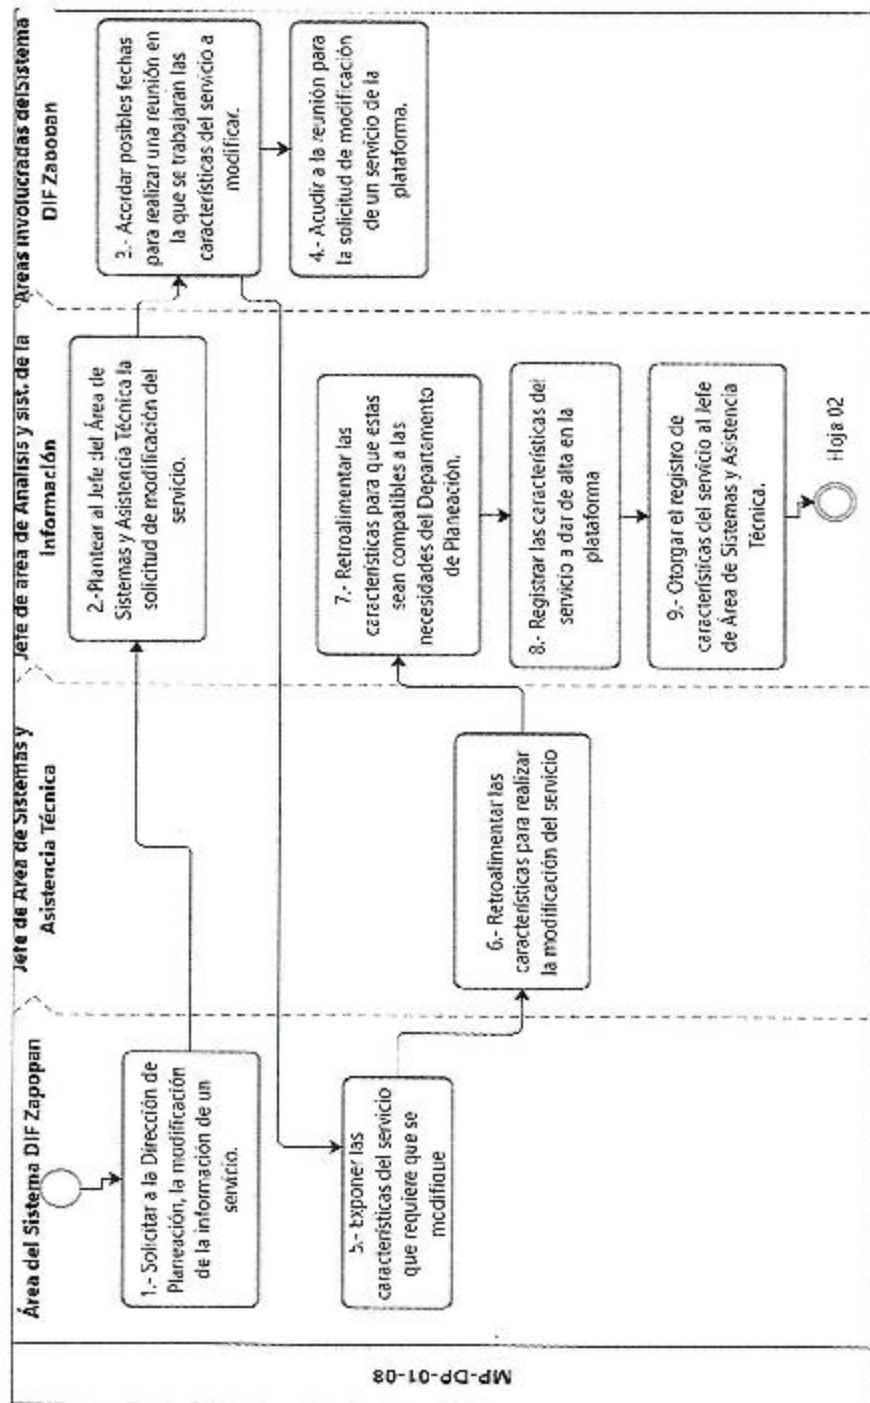 MP-DP-01-08
Área del Sistema DIF Zapopan
Jefe de Área de Sistemas y
Asistencia Técnica
Jefe de área de Análisis y sist. de la
Información
Áreas involucradas del Sistema
DIF Zapopan
1.- Solicitar a la Dirección de
Planeación, la modificación
de la información de un
servicio.
2.-Plantear al Jefe del Área de
Sistemas y Asistencia Técnica la
solicitud de modificación del
servicio.
3.- Acordar posibles fechas
para realizar una reunión en
la que se trabajaran las
características del servicio a
modificar.
4.- Acudir a la reunión para
la solicitud de modificación
de un servicio de la
plataforma.
5.- Exponer las
características del servicio
que requiere que se
modifique
6.- Retroalimentar las
características para realizar
la modificación del servicio
7.- Retroalimentar las
características para que estas
sean compatibles a las
necesidades del Departamento
de Planeación.
8.- Registrar las características del
servicio a dar de alta en la
plataforma
9.- Otorgar el registro de
características del servicio al Jefe
de Área de Sistemas y Asistencia
Técnica.
Hoja 02